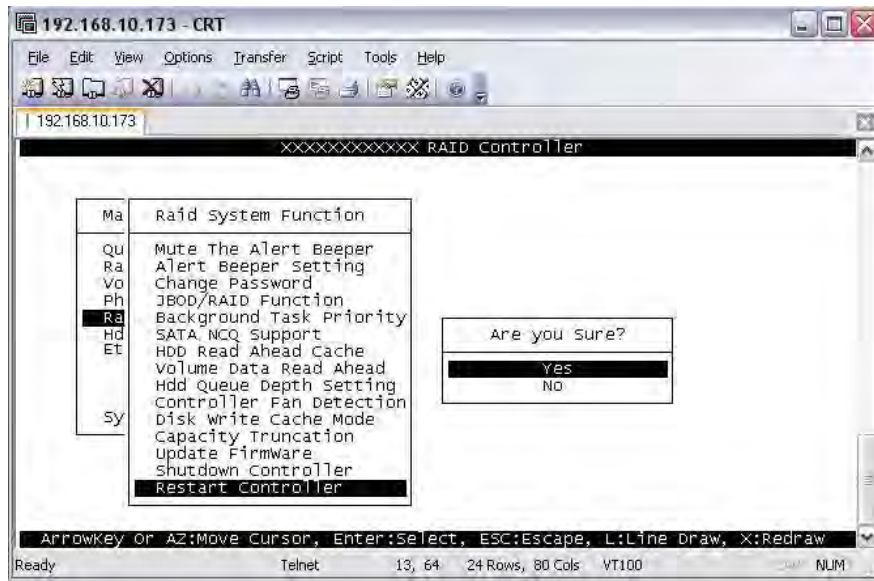 192.168.10.173 - CRT
File Edit View Options Transfer Script Tools Help
192.168.10.173
XXXXXXXXXXXX RAID Controller
Ma
Qu
Ra
Vo
Ph
Ra
Hd
Et
Sy
Raid System Function
Mute The Alert Beeper
Alert Beeper Setting
Change Password
JBOD/RAID Function
Background Task Priority
SATA NCQ Support
HDD Read Ahead Cache
Volume Data Read Ahead
Hdd Queue Depth Setting
Controller Fan Detection
Disk Write Cache Mode
Capacity Truncation
Update FirmWare
Shutdown Controller
Restart Controller
Are you Sure?
Yes
No
ArrowKey Or AZ:Move Cursor, Enter:Select, ESC:Escape, L:Line Draw, X:Redraw
Ready Telnet 13, 64 24 Rows, 80 Cols VT100 NUM